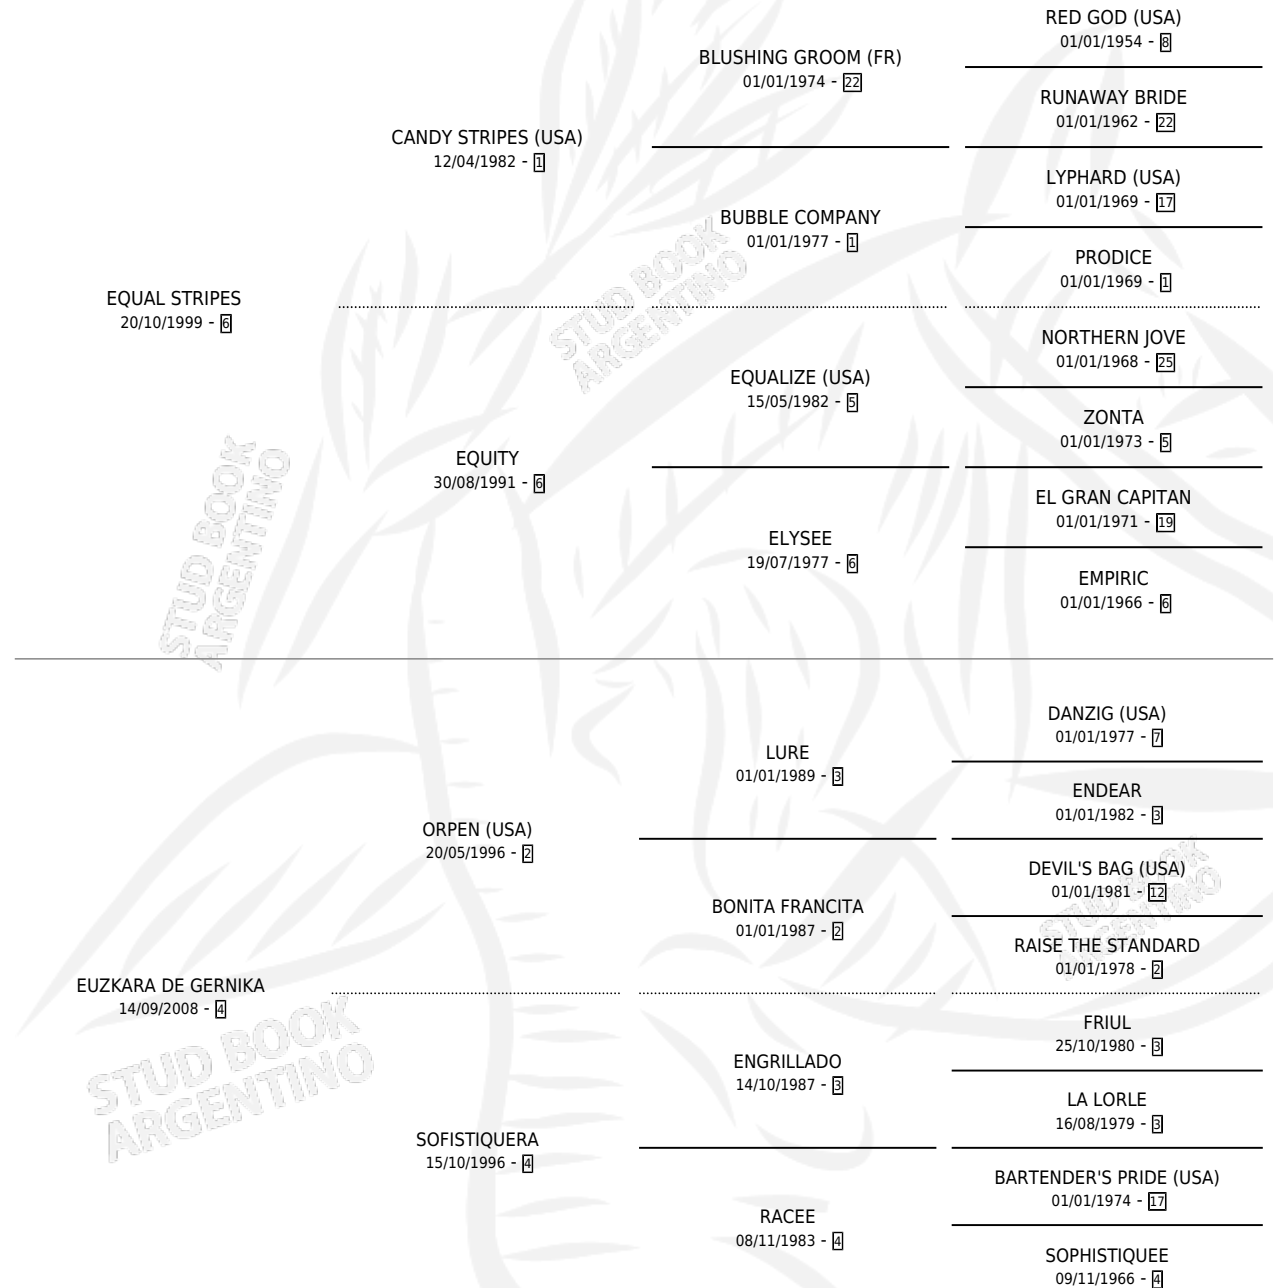 RED GOD (USA)
01/01/1954 - 8
BLUSHING GROOM (FR)
01/01/1974 - 22
RUNAWAY BRIDE
01/01/1962 - 22
CANDY STRIPES (USA)
12/04/1982 - 1
LYPHARD (USA)
01/01/1969 - 17
BUBBLE COMPANY
01/01/1977 - 1
PRODICE
01/01/1969 - 1
EQUAL STRIPES
20/10/1999 - 6
NORTHERN JOVE
01/01/1968 - 25
EQUALIZE (USA)
15/05/1982 - 5
ZONTA
01/01/1973 - 5
EQUITY
30/08/1991 - 6
EL GRAN CAPITAN
01/01/1971 - 19
ELYSEE
19/07/1977 - 6
EMPIRIC
01/01/1966 - 6
DANZIG (USA)
01/01/1977 - 7
LURE
01/01/1989 - 3
ENDEAR
01/01/1982 - 3
ORPEN (USA)
20/05/1996 - 2
DEVIL'S BAG (USA)
01/01/1981 - 12
BONITA FRANCITA
01/01/1987 - 2
RAISE THE STANDARD
01/01/1978 - 2
EUZKARA DE GERNIKA
14/09/2008 - 4
FRIUL
25/10/1980 - 3
ENGRILLADO
14/10/1987 - 3
LA LORLE
16/08/1979 - 3
SOFISTIQUERA
15/10/1996 - 4
BARTENDER'S PRIDE (USA)
01/01/1974 - 17
RACEE
08/11/1983 - 4
SOPHISTIQUEE
09/11/1966 - 4
STUD BOOK
ARGENTINO
STUD BOOK
ARGENTINO
STUD BOOK
ARGENTINO
STUD BOOK
ARGENTINO